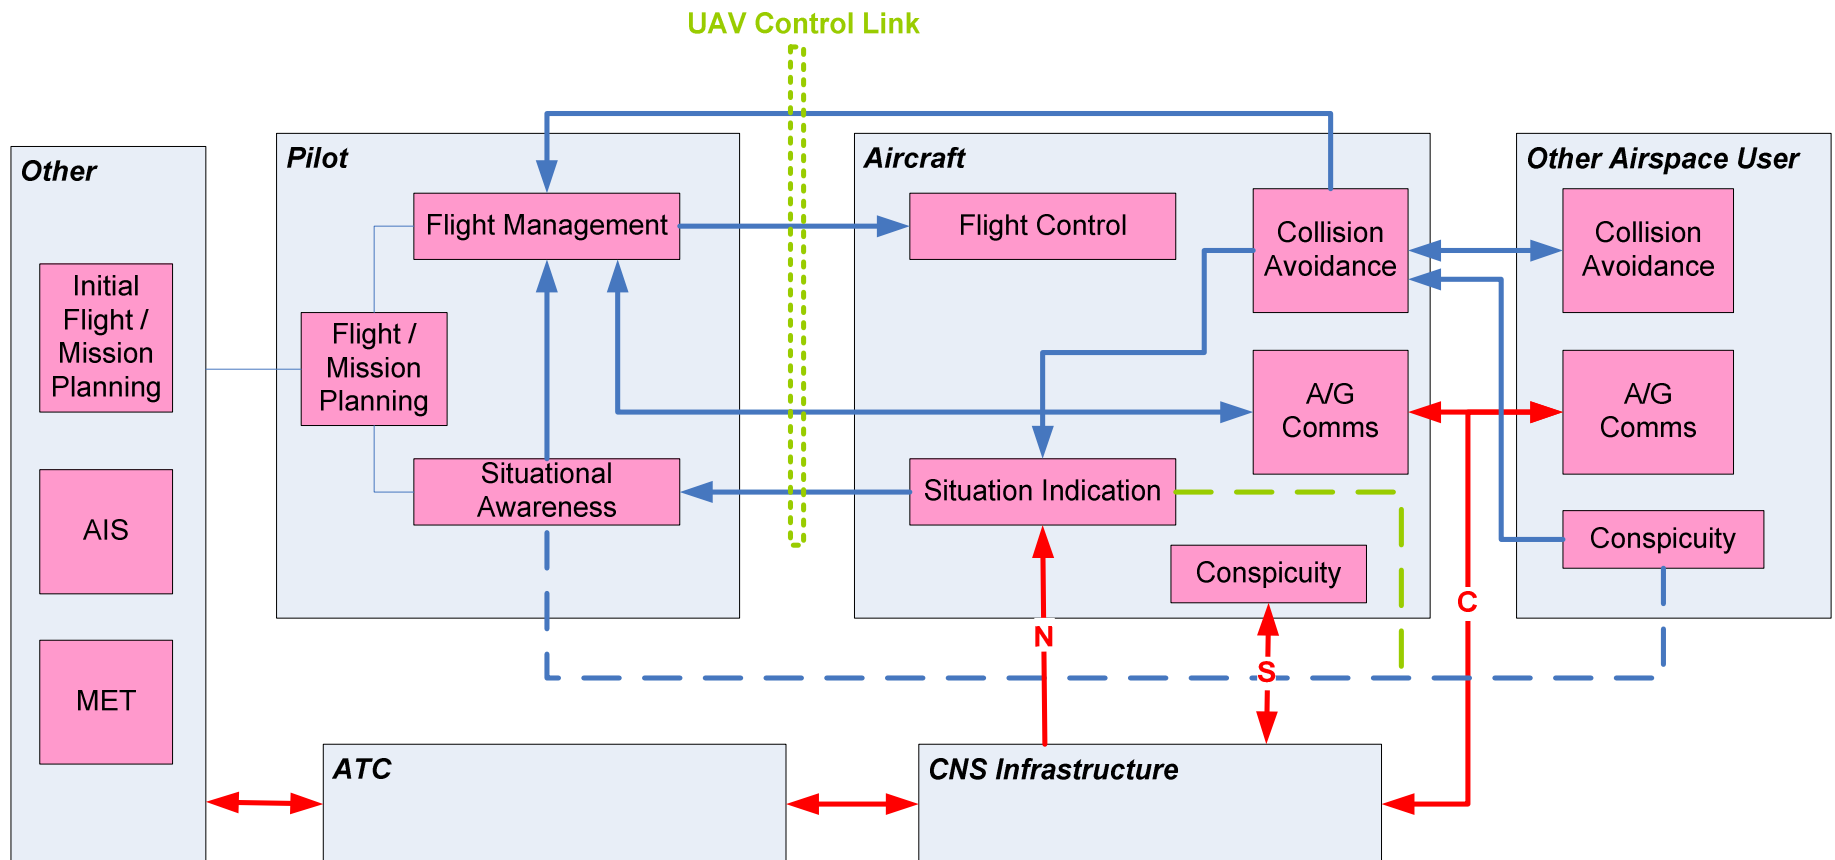 UAV Control Link
Other
Initial
Flight /
Mission
Planning
AIS
MET
Pilot
Flight Management
Flight /
Mission
Planning
Situational
Awareness
Aircraft
Flight Control
Collision
Avoidance
A/G
Comms
Situation Indication
Conspicuity
Other Airspace User
Collision
Avoidance
A/G
Comms
Conspicuity
N
S
C
ATC
CNS Infrastructure